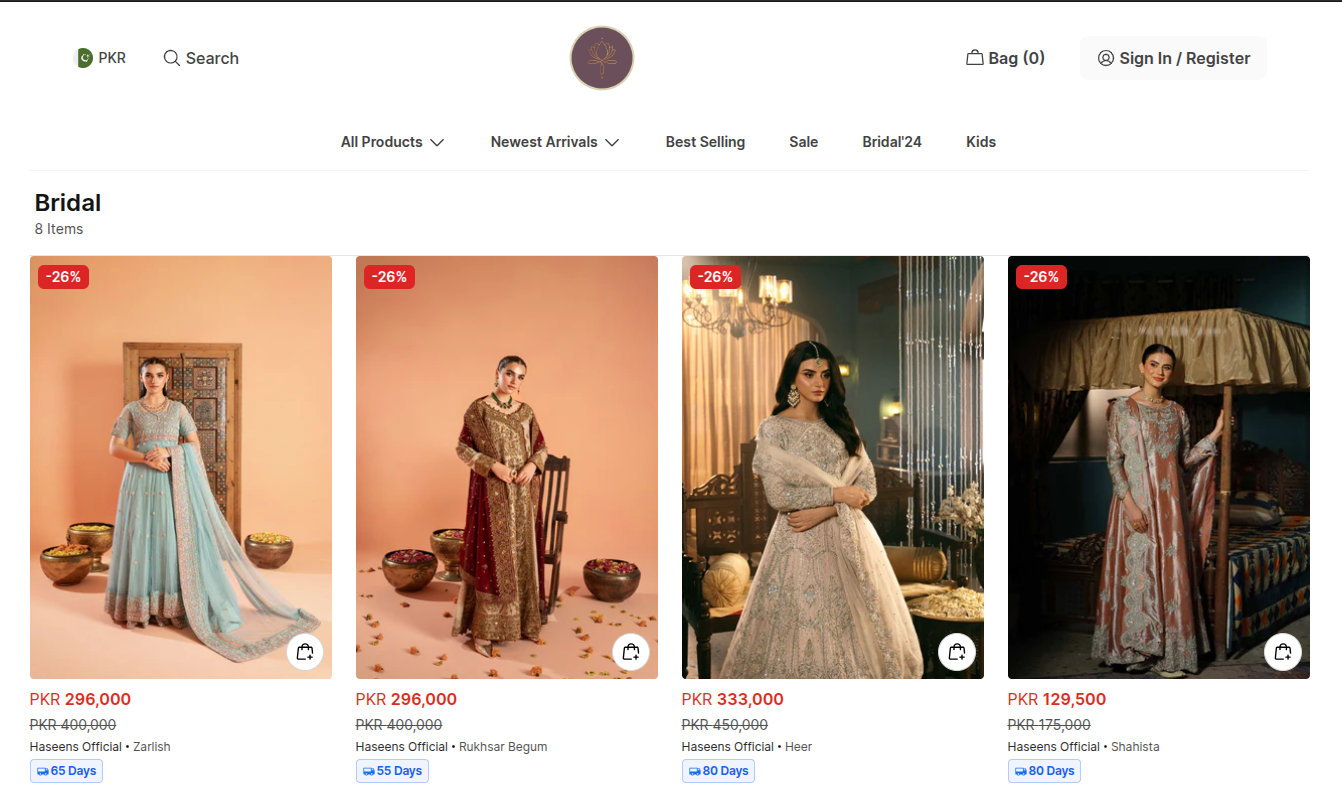 PKR
Search
Bag (0)
Sign In / Register
All Products
Newest Arrivals
Best Selling
Sale
Bridal'24
Kids
Bridal
8 Items
-26%
-26%
-26%
-26%
PKR 296,000
PKR 400,000
Haseens Official • Zarlish
65 Days
PKR 296,000
PKR 400,000
Haseens Official • Rukhsar Begum
55 Days
PKR 333,000
PKR 450,000
Haseens Official • Heer
80 Days
PKR 129,500
PKR 175,000
Haseens Official • Shahista
80 Days